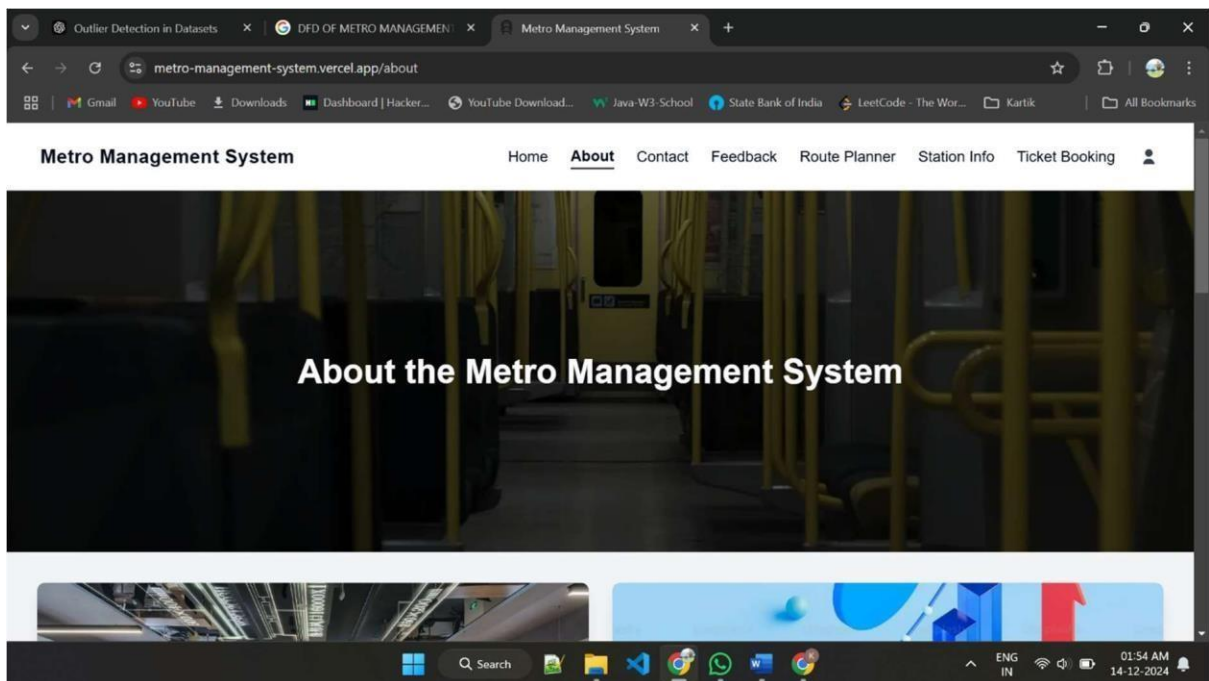 Outlier Detection in Datasets
DFD OF METRO MANAGEMENT
Metro Management System
metro-management-system.vercel.app/about
Gmail YouTube Downloads Dashboard | Hacker... YouTube Download... Java-W3-School State Bank of India LeetCode - The Wor... Kartik All Bookmarks
Metro Management System Home About Contact Feedback Route Planner Station Info Ticket Booking
About the Metro Management System
Search
ENG
IN
01:54 AM
14-12-2024